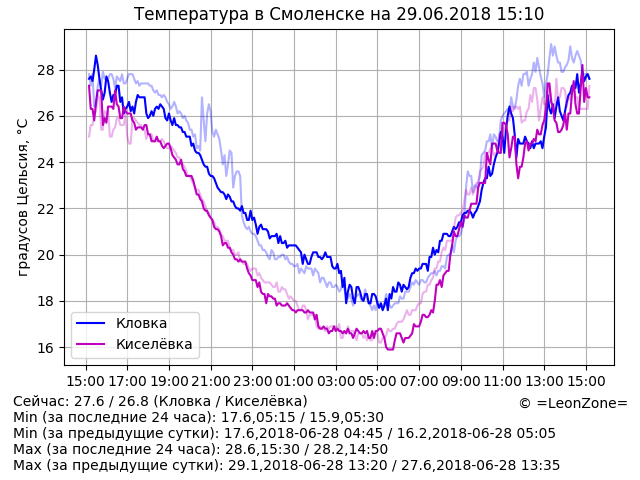 Температура в Смоленске на 29.06.2018 15:10
градусов Цельсия, °C
28
26
24
22
20
18
16
Кловка
Киселёвка
15:00 17:00 19:00 21:00 23:00 01:00 03:00 05:00 07:00 09:00 11:00 13:00 15:00
Сейчас: 27.6 / 26.8 (Кловка / Киселёвка)
© =LeonZone=
Min (за последние 24 часа): 17.6,05:15 / 15.9,05:30
Min (за предыдущие сутки): 17.6,2018-06-28 04:45 / 16.2,2018-06-28 05:05
Max (за последние 24 часа): 28.6,15:30 / 28.2,14:50
Max (за предыдущие сутки): 29.1,2018-06-28 13:20 / 27.6,2018-06-28 13:35